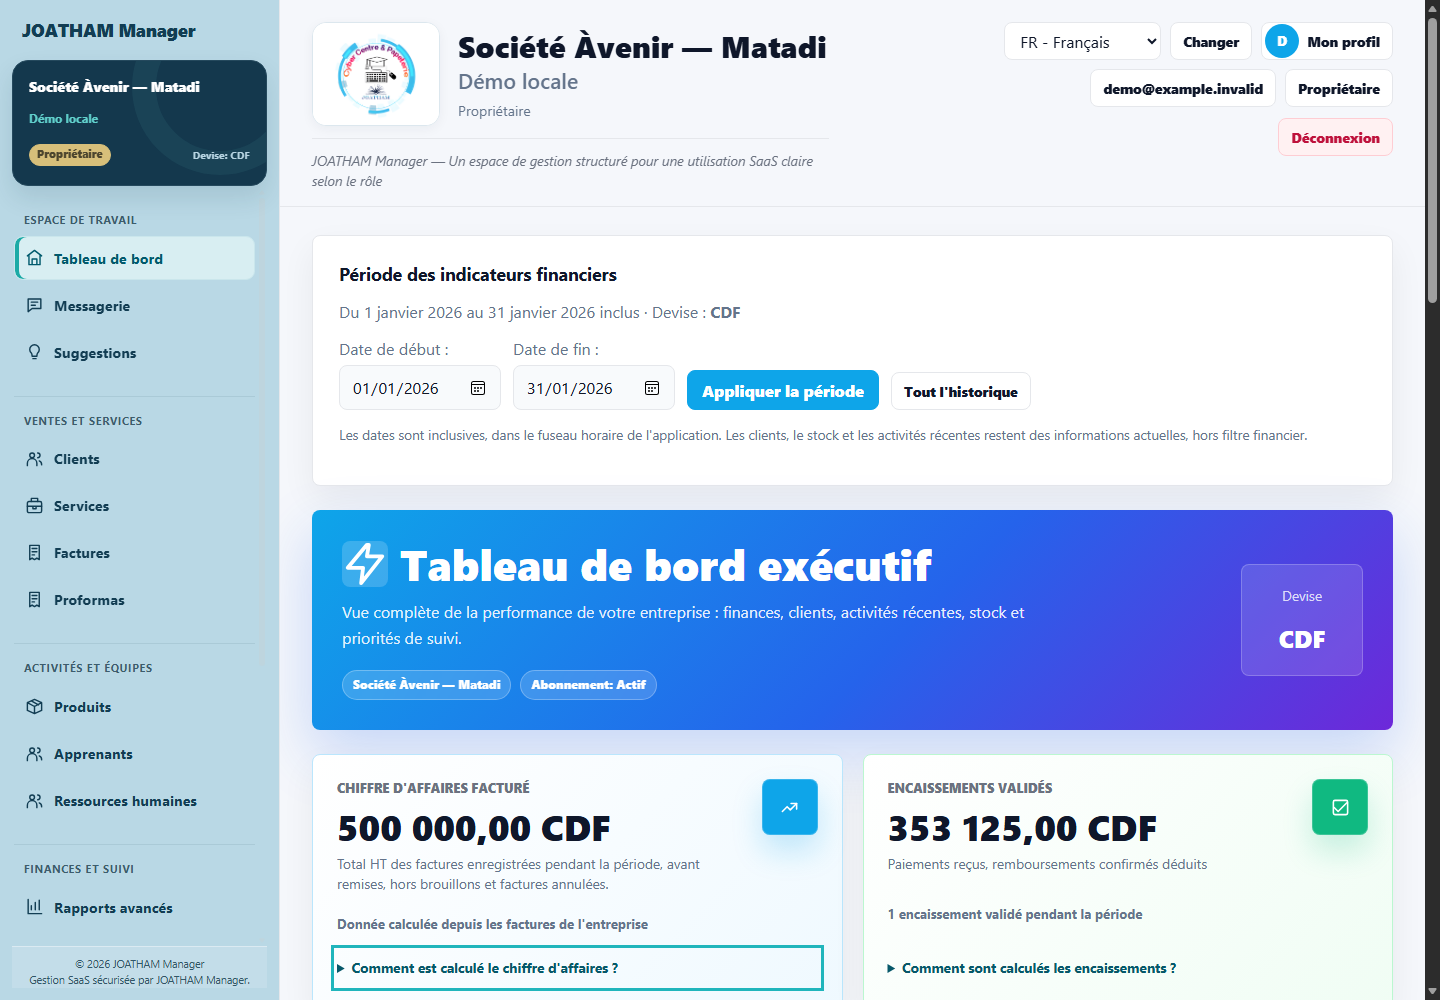 JOATHAM Manager
Société Àvenir — Matadi
Démo locale
Propriétaire
Devise: CDF
ESPACE DE TRAVAIL
Tableau de bord
Messagerie
Suggestions
VENTES ET SERVICES
Clients
Services
Factures
Proformas
ACTIVITÉS ET ÉQUIPES
Produits
Apprenants
Ressources humaines
FINANCES ET SUIVI
Rapports avancés
© 2026 JOATHAM Manager
Gestion SaaS sécurisée par JOATHAM Manager.
Cyber Centre & Papeterie
JOATHAM
Société Àvenir — Matadi
Démo locale
Propriétaire
JOATHAM Manager — Un espace de gestion structuré pour une utilisation SaaS claire
selon le rôle
FR - Français
Changer
D
Mon profil
demo@example.invalid
Propriétaire
Déconnexion
Période des indicateurs financiers
Du 1 janvier 2026 au 31 janvier 2026 inclus · Devise : CDF
Date de début :
Date de fin :
01/01/2026
31/01/2026
Appliquer la période
Tout l'historique
Les dates sont inclusives, dans le fuseau horaire de l'application. Les clients, le stock et les activités récentes restent des informations actuelles, hors filtre financier.
Tableau de bord exécutif
Vue complète de la performance de votre entreprise : finances, clients, activités récentes, stock et
priorités de suivi.
Société Àvenir — Matadi
Abonnement: Actif
Devise
CDF
CHIFFRE D'AFFAIRES FACTURÉ
500 000,00 CDF
Total HT des factures enregistrées pendant la période, avant
remises, hors brouillons et factures annulées.
Donnée calculée depuis les factures de l'entreprise
Comment est calculé le chiffre d'affaires ?
ENCAISSEMENTS VALIDÉS
353 125,00 CDF
Paiements reçus, remboursements confirmés déduits
1 encaissement validé pendant la période
Comment sont calculés les encaissements ?